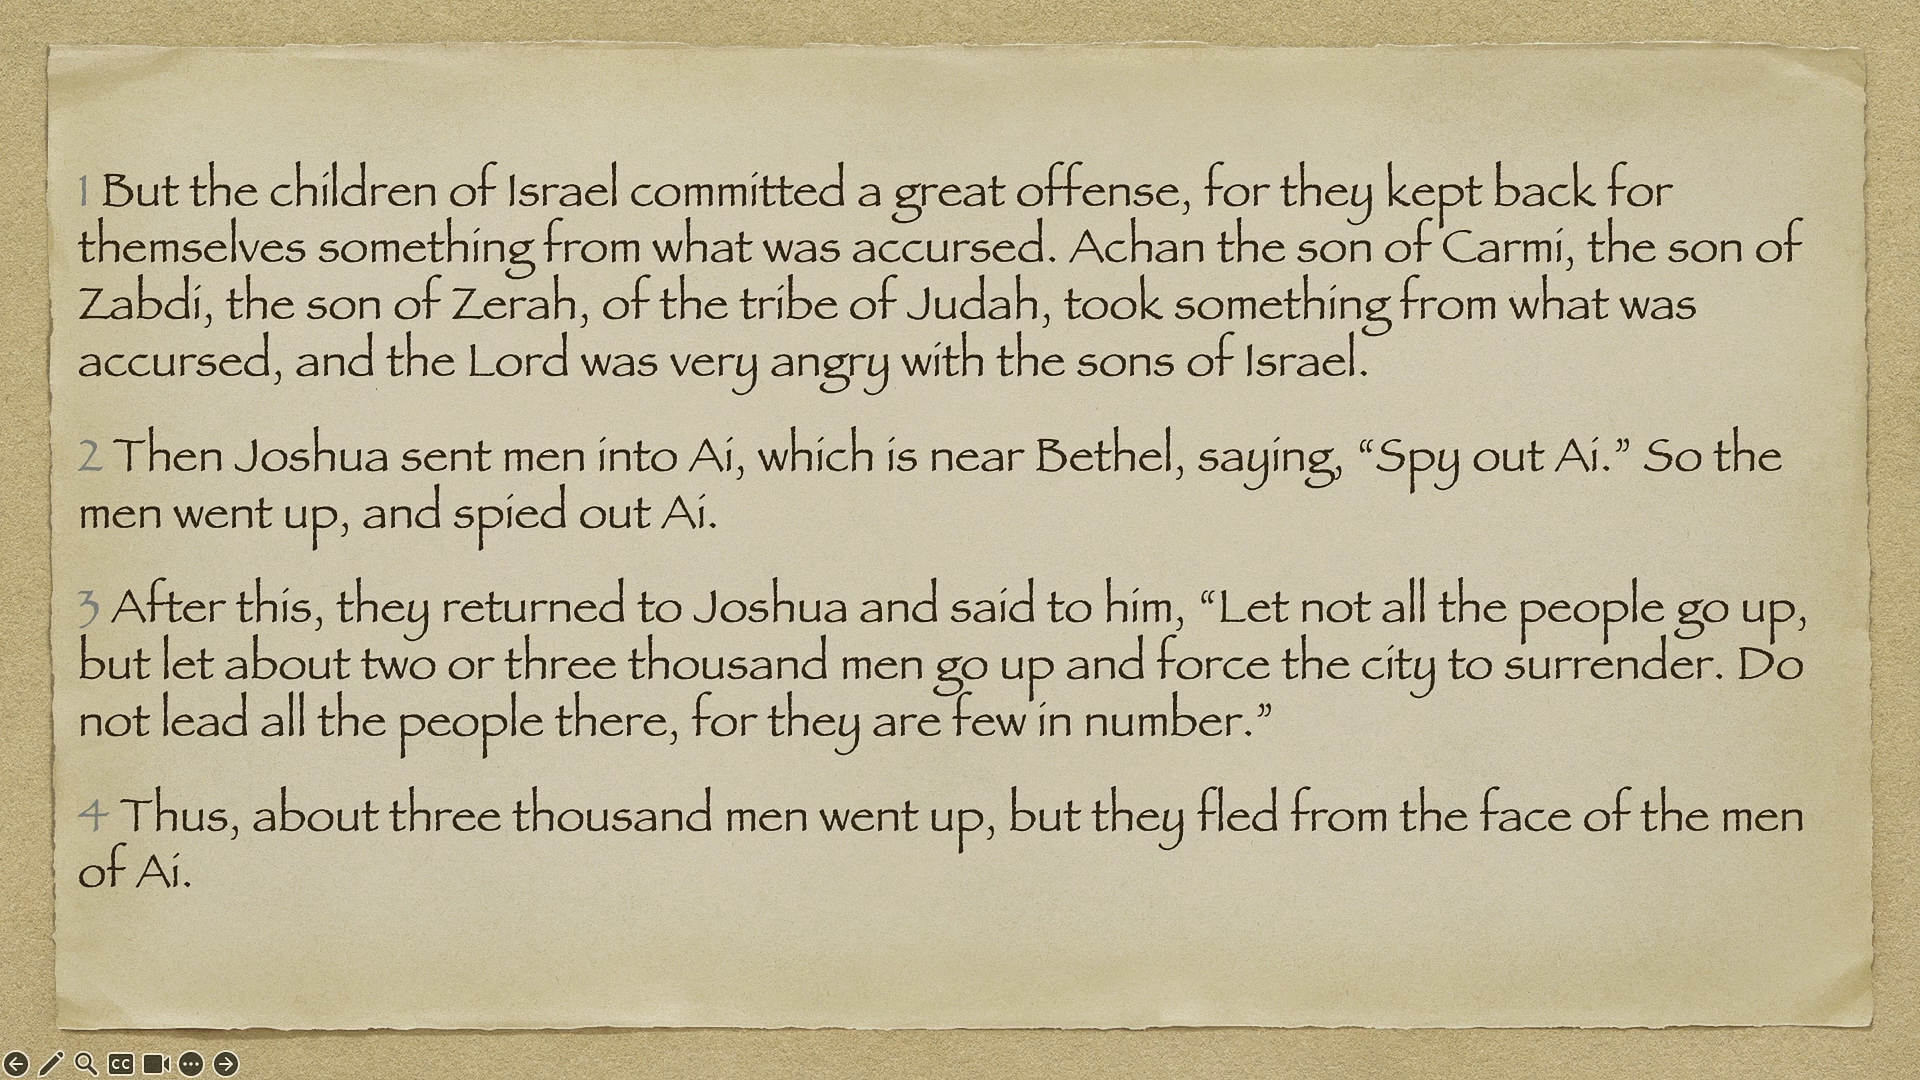 1 But the children of Israel committed a great offense, for they kept back for
themselves something from what was accursed. Achan the son of Carmi, the son of
Zabdi, the son of Zerah, of the tribe of Judah, took something from what was
accursed, and the Lord was very angry with the sons of Israel.
2 Then Joshua sent men into Ai, which is near Bethel, saying, “Spy out Ai.” So the
men went up, and spied out Ai.
3 After this, they returned to Joshua and said to him, “Let not all the people go up,
but let about two or three thousand men go up and force the city to surrender. Do
not lead all the people there, for they are few in number.”
4 Thus, about three thousand men went up, but they fled from the face of the men
of Ai.
CC